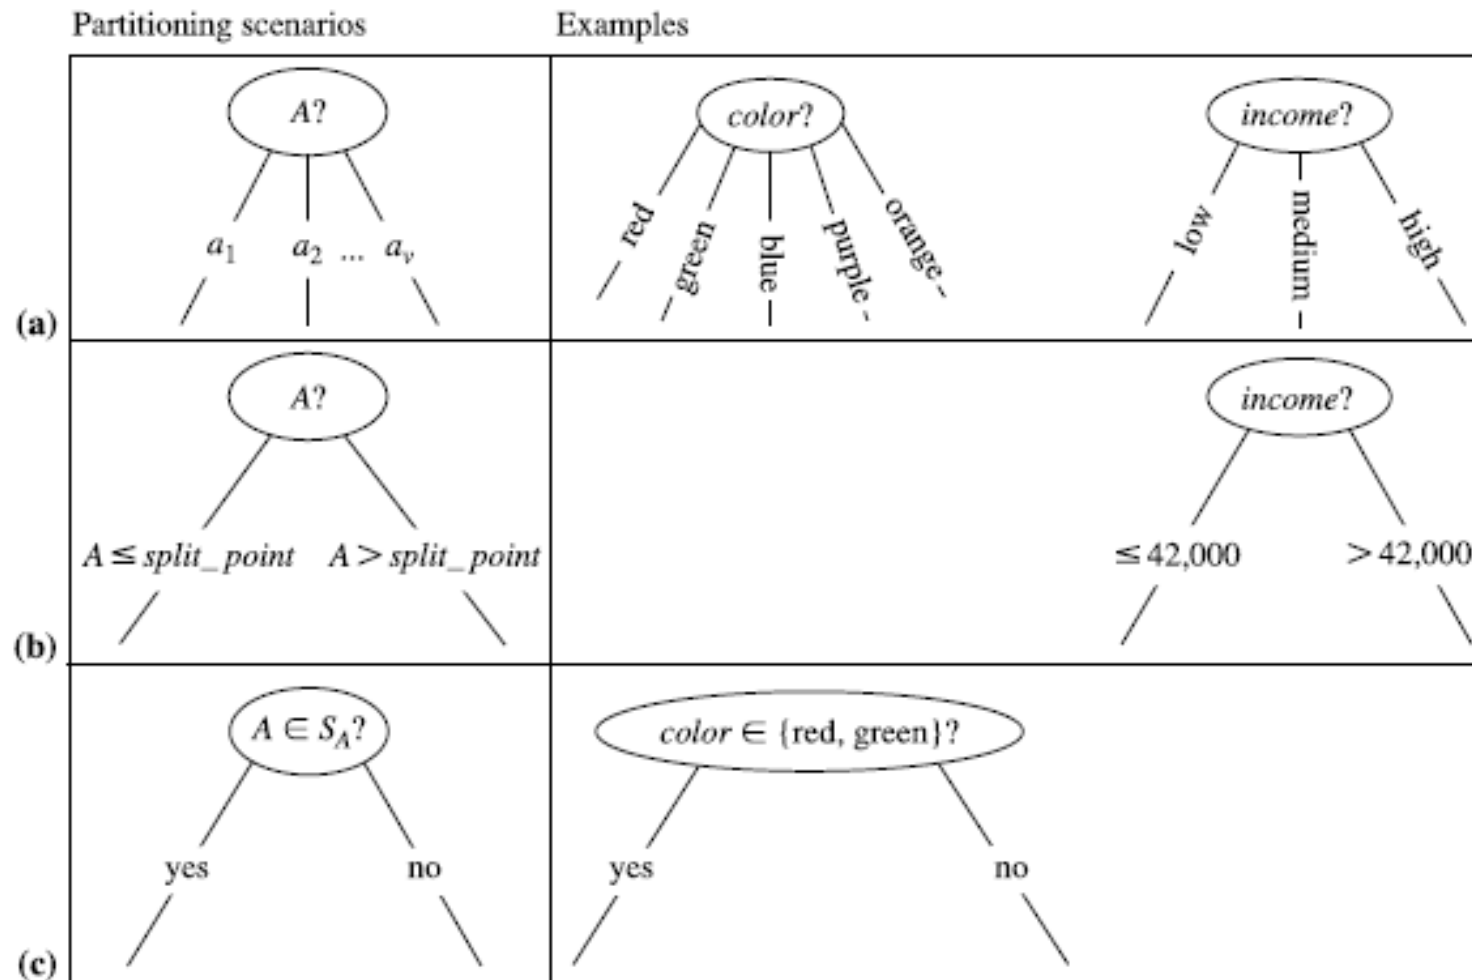 Partitioning scenarios Examples
A? color? income?
a1 a2 ... av red green blue purple orange low medium high
(a)
A? income?
A ≤ split_point A > split_point ≤ 42,000 > 42,000
(b)
A ∈ SA? color ∈ {red, green}?
yes no yes no
(c)